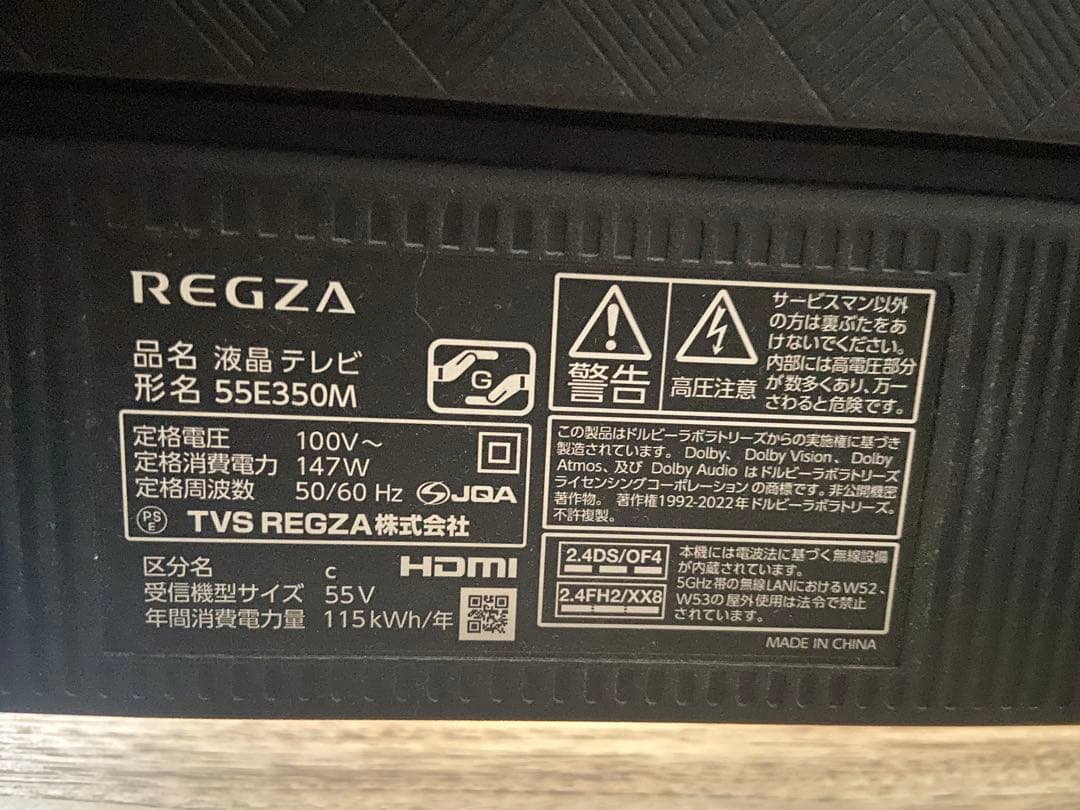 REGZA
品名 液晶テレビ
形名 55E350M
G
定格電圧 100V～
定格消費電力 147W
定格周波数 50/60 Hz JQA
PS
E
TVS REGZA株式会社
区分名 c HDMI
受信機型サイズ 55V
年間消費電力量 115kWh/年
警告
高圧注意
サービスマン以外
の方は裏ぶたをあ
けないでください。
内部には高電圧部分
が数多くあり、万一
さわると危険です。
この製品はドルビーラボラトリーズからの実施権に基づき
製造されています。Dolby、Dolby Vision、Dolby
Atmos、及び Dolby Audio はドルビーラボラトリーズ
ライセンシングコーポレーションの商標です。非公開機密
著作物。 著作権1992-2022年ドルビーラボラトリーズ。
不許複製。
2.4DS/OF4
2.4FH2/XX8
本機には電波法に基づく無線設備
が内蔵されています。
5GHz帯の無線LANにおけるW52、
W53の屋外使用は法令で禁止
されています。
MADE IN CHINA